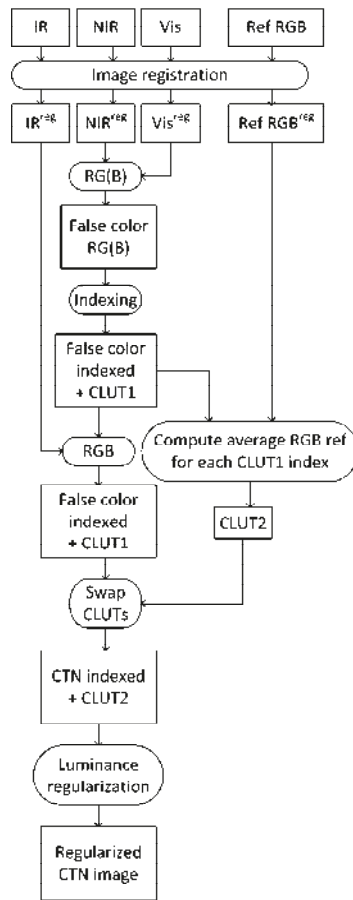 IR NIR Vis Ref RGB
Image registration
IR^reg NIR^reg Vis^reg Ref RGB^reg
RG(B)
False color
RG(B)
Indexing
False color
indexed
+ CLUT1
Compute average RGB ref
for each CLUT1 index
RGB
False color
indexed
+ CLUT1
CLUT2
Swap
CLUTs
CTN indexed
+ CLUT2
Luminance
regularization
Regularized
CTN image